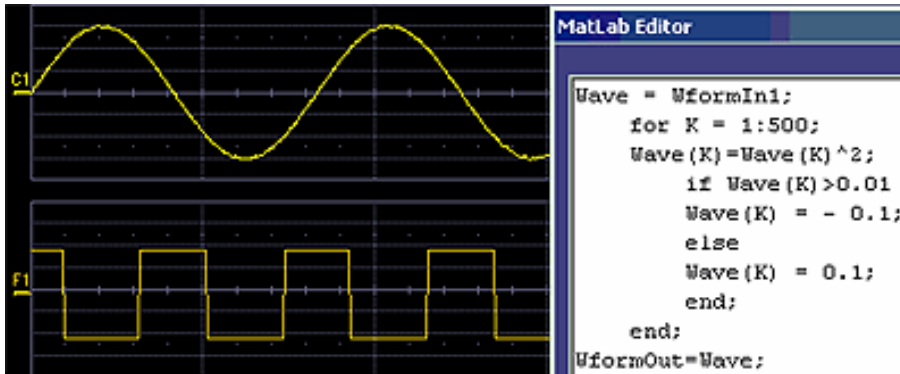 C1
F1
MatLab Editor
Wave = WformIn1;
for K = 1:500;
Wave(K)=Wave(K)^2;
if Wave(K)>0.01
Wave(K) = - 0.1;
else
Wave(K) = 0.1;
end;
end;
WformOut=Wave;